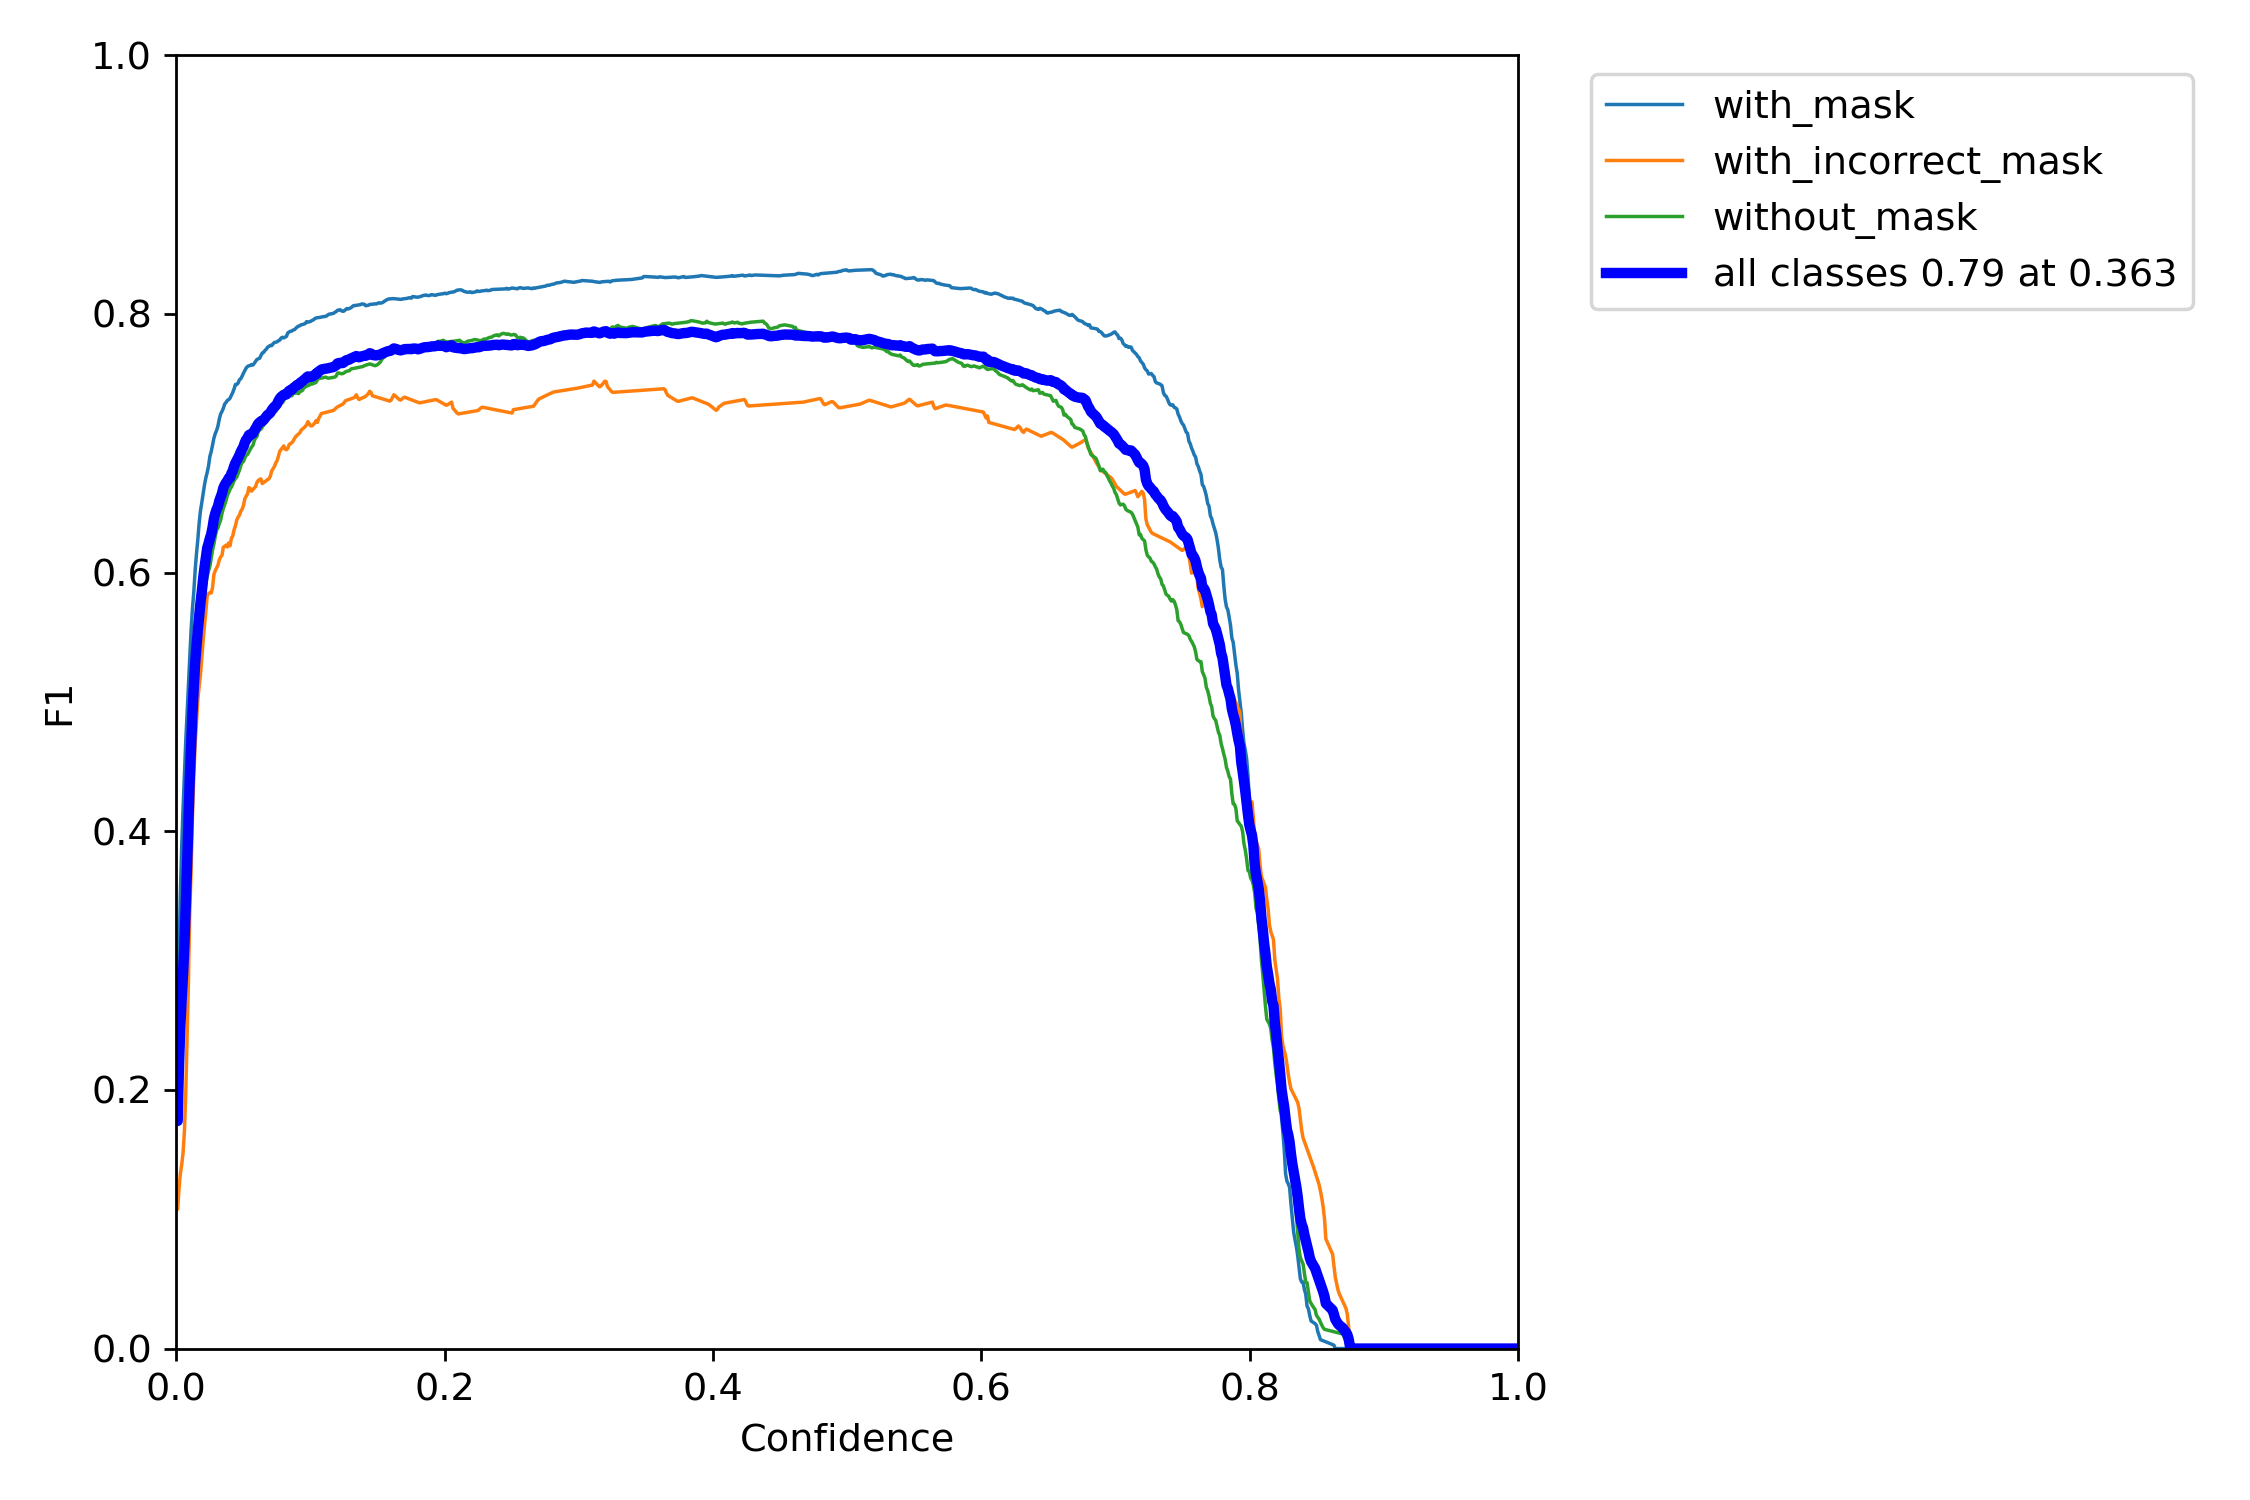 1.0
0.8
0.6
0.4
0.2
0.0
F1
0.0 0.2 0.4 0.6 0.8 1.0
Confidence
with_mask
with_incorrect_mask
without_mask
all classes 0.79 at 0.363